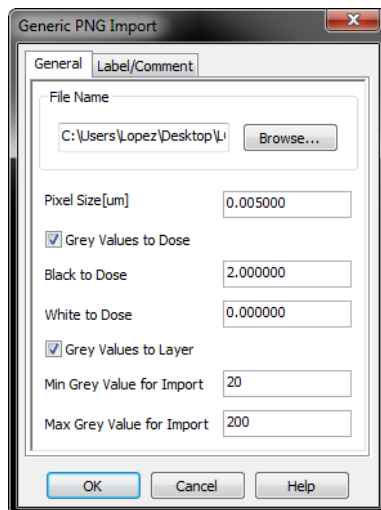 Generic PNG Import
General Label/Comment
File Name
C:\Users\Lopez\Desktop\L Browse...
Pixel Size[um] 0.005000
Grey Values to Dose
Black to Dose 2.000000
White to Dose 0.000000
Grey Values to Layer
Min Grey Value for Import 20
Max Grey Value for Import 200
OK Cancel Help